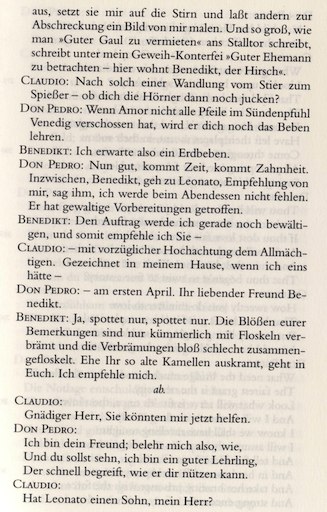 aus, setzt sie mir auf die Stirn und laßt andern zur
Abschreckung ein Bild von mir malen. Und so groß, wie
man »Guter Gaul zu vermieten« ans Stalltor schreibt,
schreibt unter mein Geweih-Konterfei »Guter Ehemann
zu betrachten – hier wohnt Benedikt, der Hirsch«.
CLAUDIO: Nach solch einer Wandlung vom Stier zum
Spießer – ob dich die Hörner dann noch jucken?
DON PEDRO: Wenn Amor nicht alle Pfeile im Sündenpfuhl
Venedig verschossen hat, wird er dich noch das Beben
lehren.
BENEDIKT: Ich erwarte also ein Erdbeben.
DON PEDRO: Nun gut, kommt Zeit, kommt Zahmheit.
Inzwischen, Benedikt, geh zu Leonato, Empfehlung von
mir, sag ihm, ich werde beim Abendessen nicht fehlen.
Er hat gewaltige Vorbereitungen getroffen.
BENEDIKT: Den Auftrag werde ich gerade noch bewälti-
gen, und somit empfehle ich Sie –
CLAUDIO: – mit vorzüglicher Hochachtung dem Allmäch-
tigen. Gezeichnet in meinem Hause, wenn ich eins
hätte –
DON PEDRO: – am ersten April. Ihr liebender Freund Be-
nedikt.
BENEDIKT: Ja, spottet nur, spottet nur. Die Blößen eurer
Bemerkungen sind nur kümmerlich mit Floskeln ver-
brämt und die Verbrämungen bloß schlecht zusammen-
gefloskelt. Ehe Ihr so alte Kamellen auskramt, geht in
Euch. Ich empfehle mich.
ab.
CLAUDIO:
Gnädiger Herr, Sie könnten mir jetzt helfen.
DON PEDRO:
Ich bin dein Freund; belehr mich also, wie,
Und du sollst sehn, ich bin ein guter Lehrling,
Der schnell begreift, wie er dir nützen kann.
CLAUDIO:
Hat Leonato einen Sohn, mein Herr?